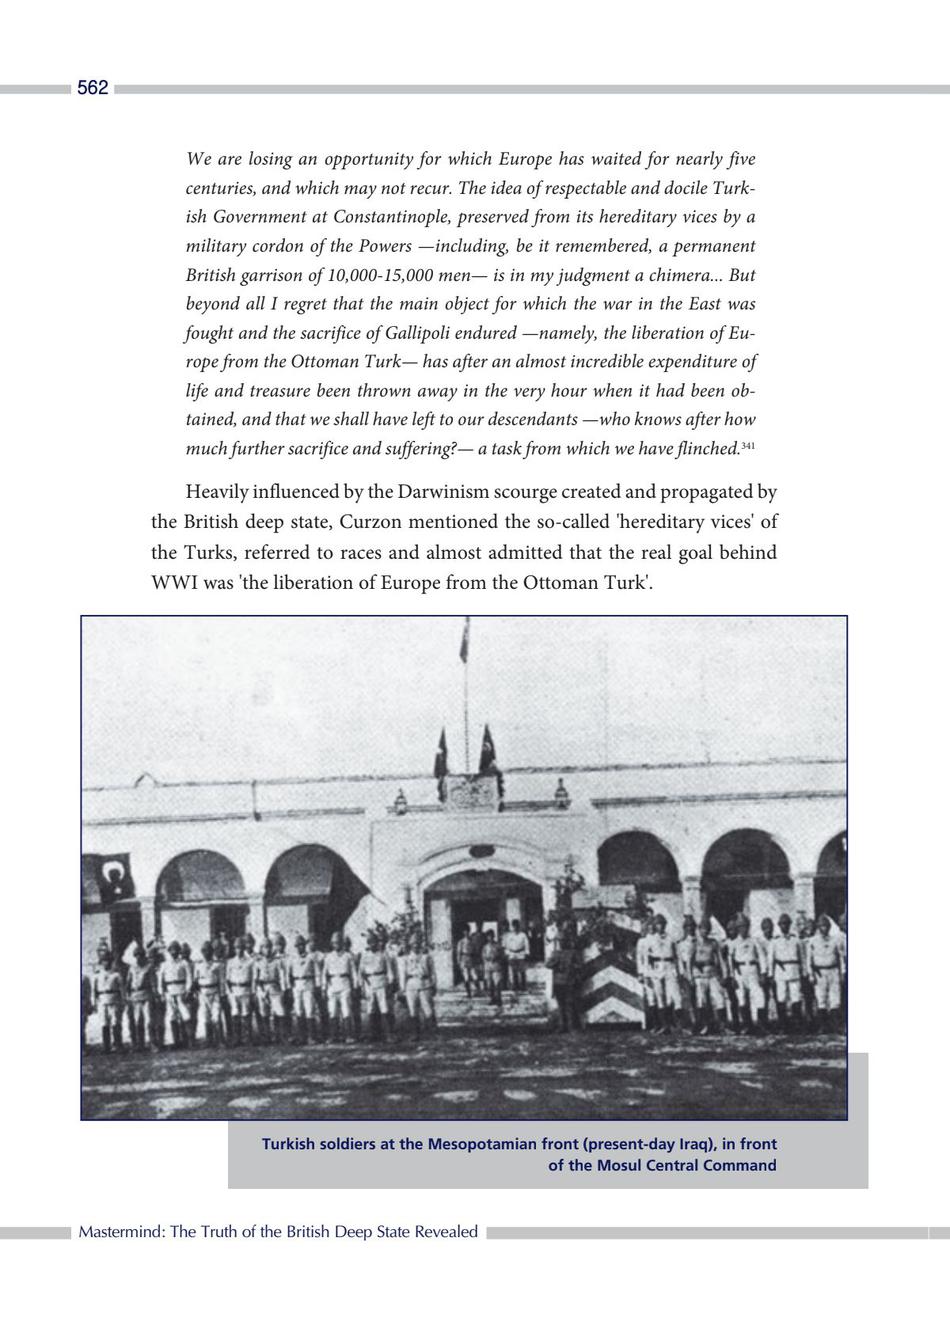 562
We are losing an opportunity for which Europe has waited for nearly five
centuries, and which may not recur. The idea of respectable and docile Turk-
ish Government at Constantinople, preserved from its hereditary vices by a
military cordon of the Powers —including, be it remembered, a permanent
British garrison of 10,000-15,000 men— is in my judgment a chimera... But
beyond all I regret that the main object for which the war in the East was
fought and the sacrifice of Gallipoli endured —namely, the liberation of Eu-
rope from the Ottoman Turk— has after an almost incredible expenditure of
life and treasure been thrown away in the very hour when it had been ob-
tained, and that we shall have left to our descendants —who knows after how
much further sacrifice and suffering?— a task from which we have flinched.341
Heavily influenced by the Darwinism scourge created and propagated by
the British deep state, Curzon mentioned the so-called 'hereditary vices' of
the Turks, referred to races and almost admitted that the real goal behind
WWI was 'the liberation of Europe from the Ottoman Turk'.
Turkish soldiers at the Mesopotamian front (present-day Iraq), in front
of the Mosul Central Command
Mastermind: The Truth of the British Deep State Revealed